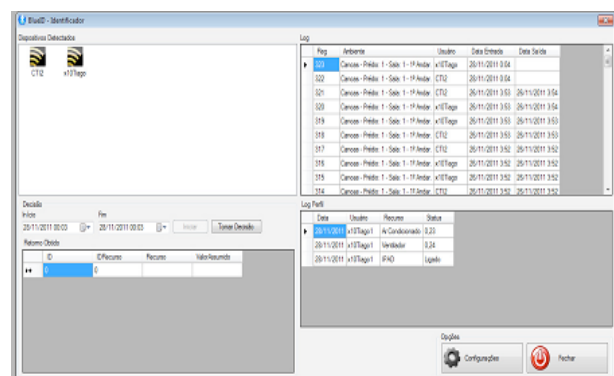 BlueID - Identificador
Dispositivos Detectados
CTI2 x10Tiago
Log
Reg Ambiente Usuário Data Entrada Data Saída
323 Canoas - Prédio: 1 - Sala: 1 - 1º Andar x10Tiago 28/11/2011 0:04
322 Canoas - Prédio: 1 - Sala: 1 - 1º Andar CTI2 28/11/2011 0:04
321 Canoas - Prédio: 1 - Sala: 1 - 1º Andar CTI2 26/11/2011 3:53 26/11/2011 3:54
320 Canoas - Prédio: 1 - Sala: 1 - 1º Andar x10Tiago 26/11/2011 3:53 26/11/2011 3:54
319 Canoas - Prédio: 1 - Sala: 1 - 1º Andar x10Tiago 26/11/2011 3:53 26/11/2011 3:53
318 Canoas - Prédio: 1 - Sala: 1 - 1º Andar CTI2 26/11/2011 3:53 26/11/2011 3:53
317 Canoas - Prédio: 1 - Sala: 1 - 1º Andar CTI2 26/11/2011 3:52 26/11/2011 3:52
316 Canoas - Prédio: 1 - Sala: 1 - 1º Andar x10Tiago 26/11/2011 3:52 26/11/2011 3:52
315 Canoas - Prédio: 1 - Sala: 1 - 1º Andar x10Tiago 26/11/2011 3:52 26/11/2011 3:52
314 Canoas - Prédio: 1 - Sala: 1 - 1º Andar CTI2 26/11/2011 3:52 26/11/2011 3:52
Decisão
Início Fim
28/11/2011 00:03 28/11/2011 00:03 Iniciar Tomar Decisão
Retorno Obtido
ID IDRecurso Recurso ValorAssumido
0 0
Log Perfil
Data Usuário Recurso Status
28/11/2011 x10Tiago1 Ar Condicionado 0,23
28/11/2011 x10Tiago1 Ventilador 0,24
28/11/2011 x10Tiago1 IPAD Ligado
Opções
Configurações Fechar